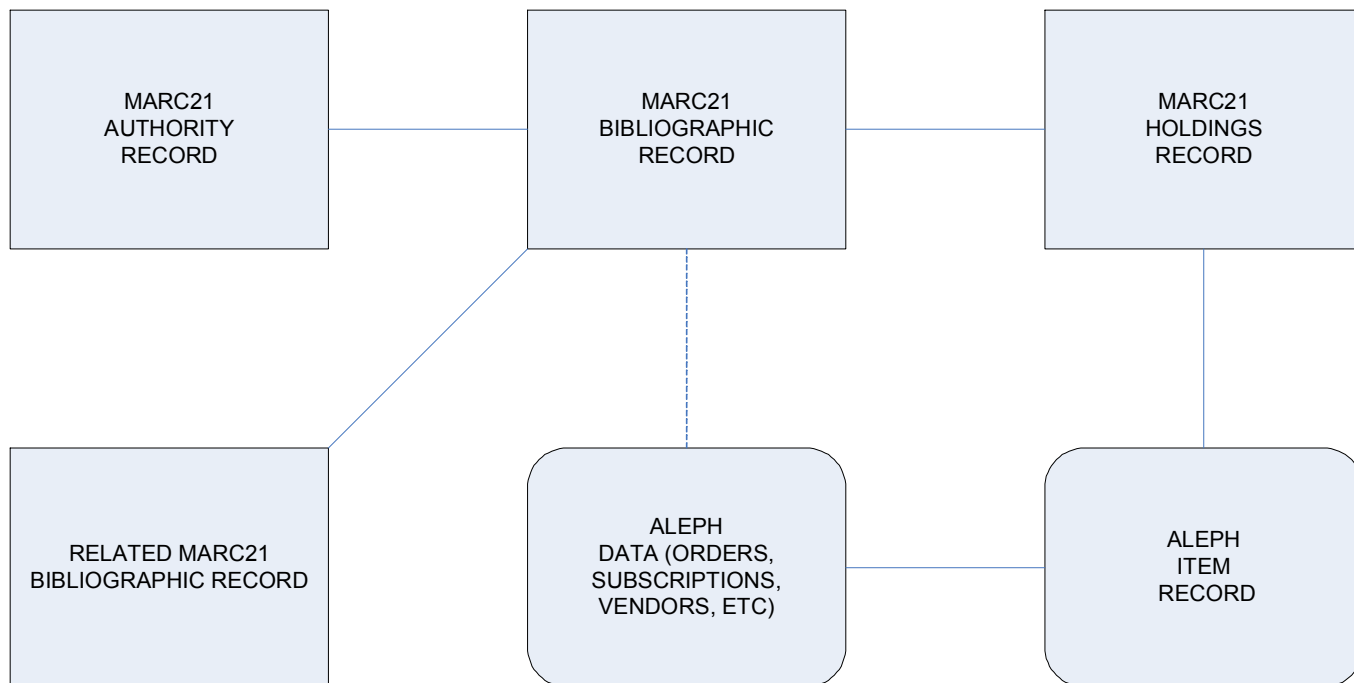 MARC21
AUTHORITY
RECORD
MARC21
BIBLIOGRAPHIC
RECORD
MARC21
HOLDINGS
RECORD
RELATED MARC21
BIBLIOGRAPHIC RECORD
ALEPH
DATA (ORDERS,
SUBSCRIPTIONS,
VENDORS, ETC)
ALEPH
ITEM
RECORD